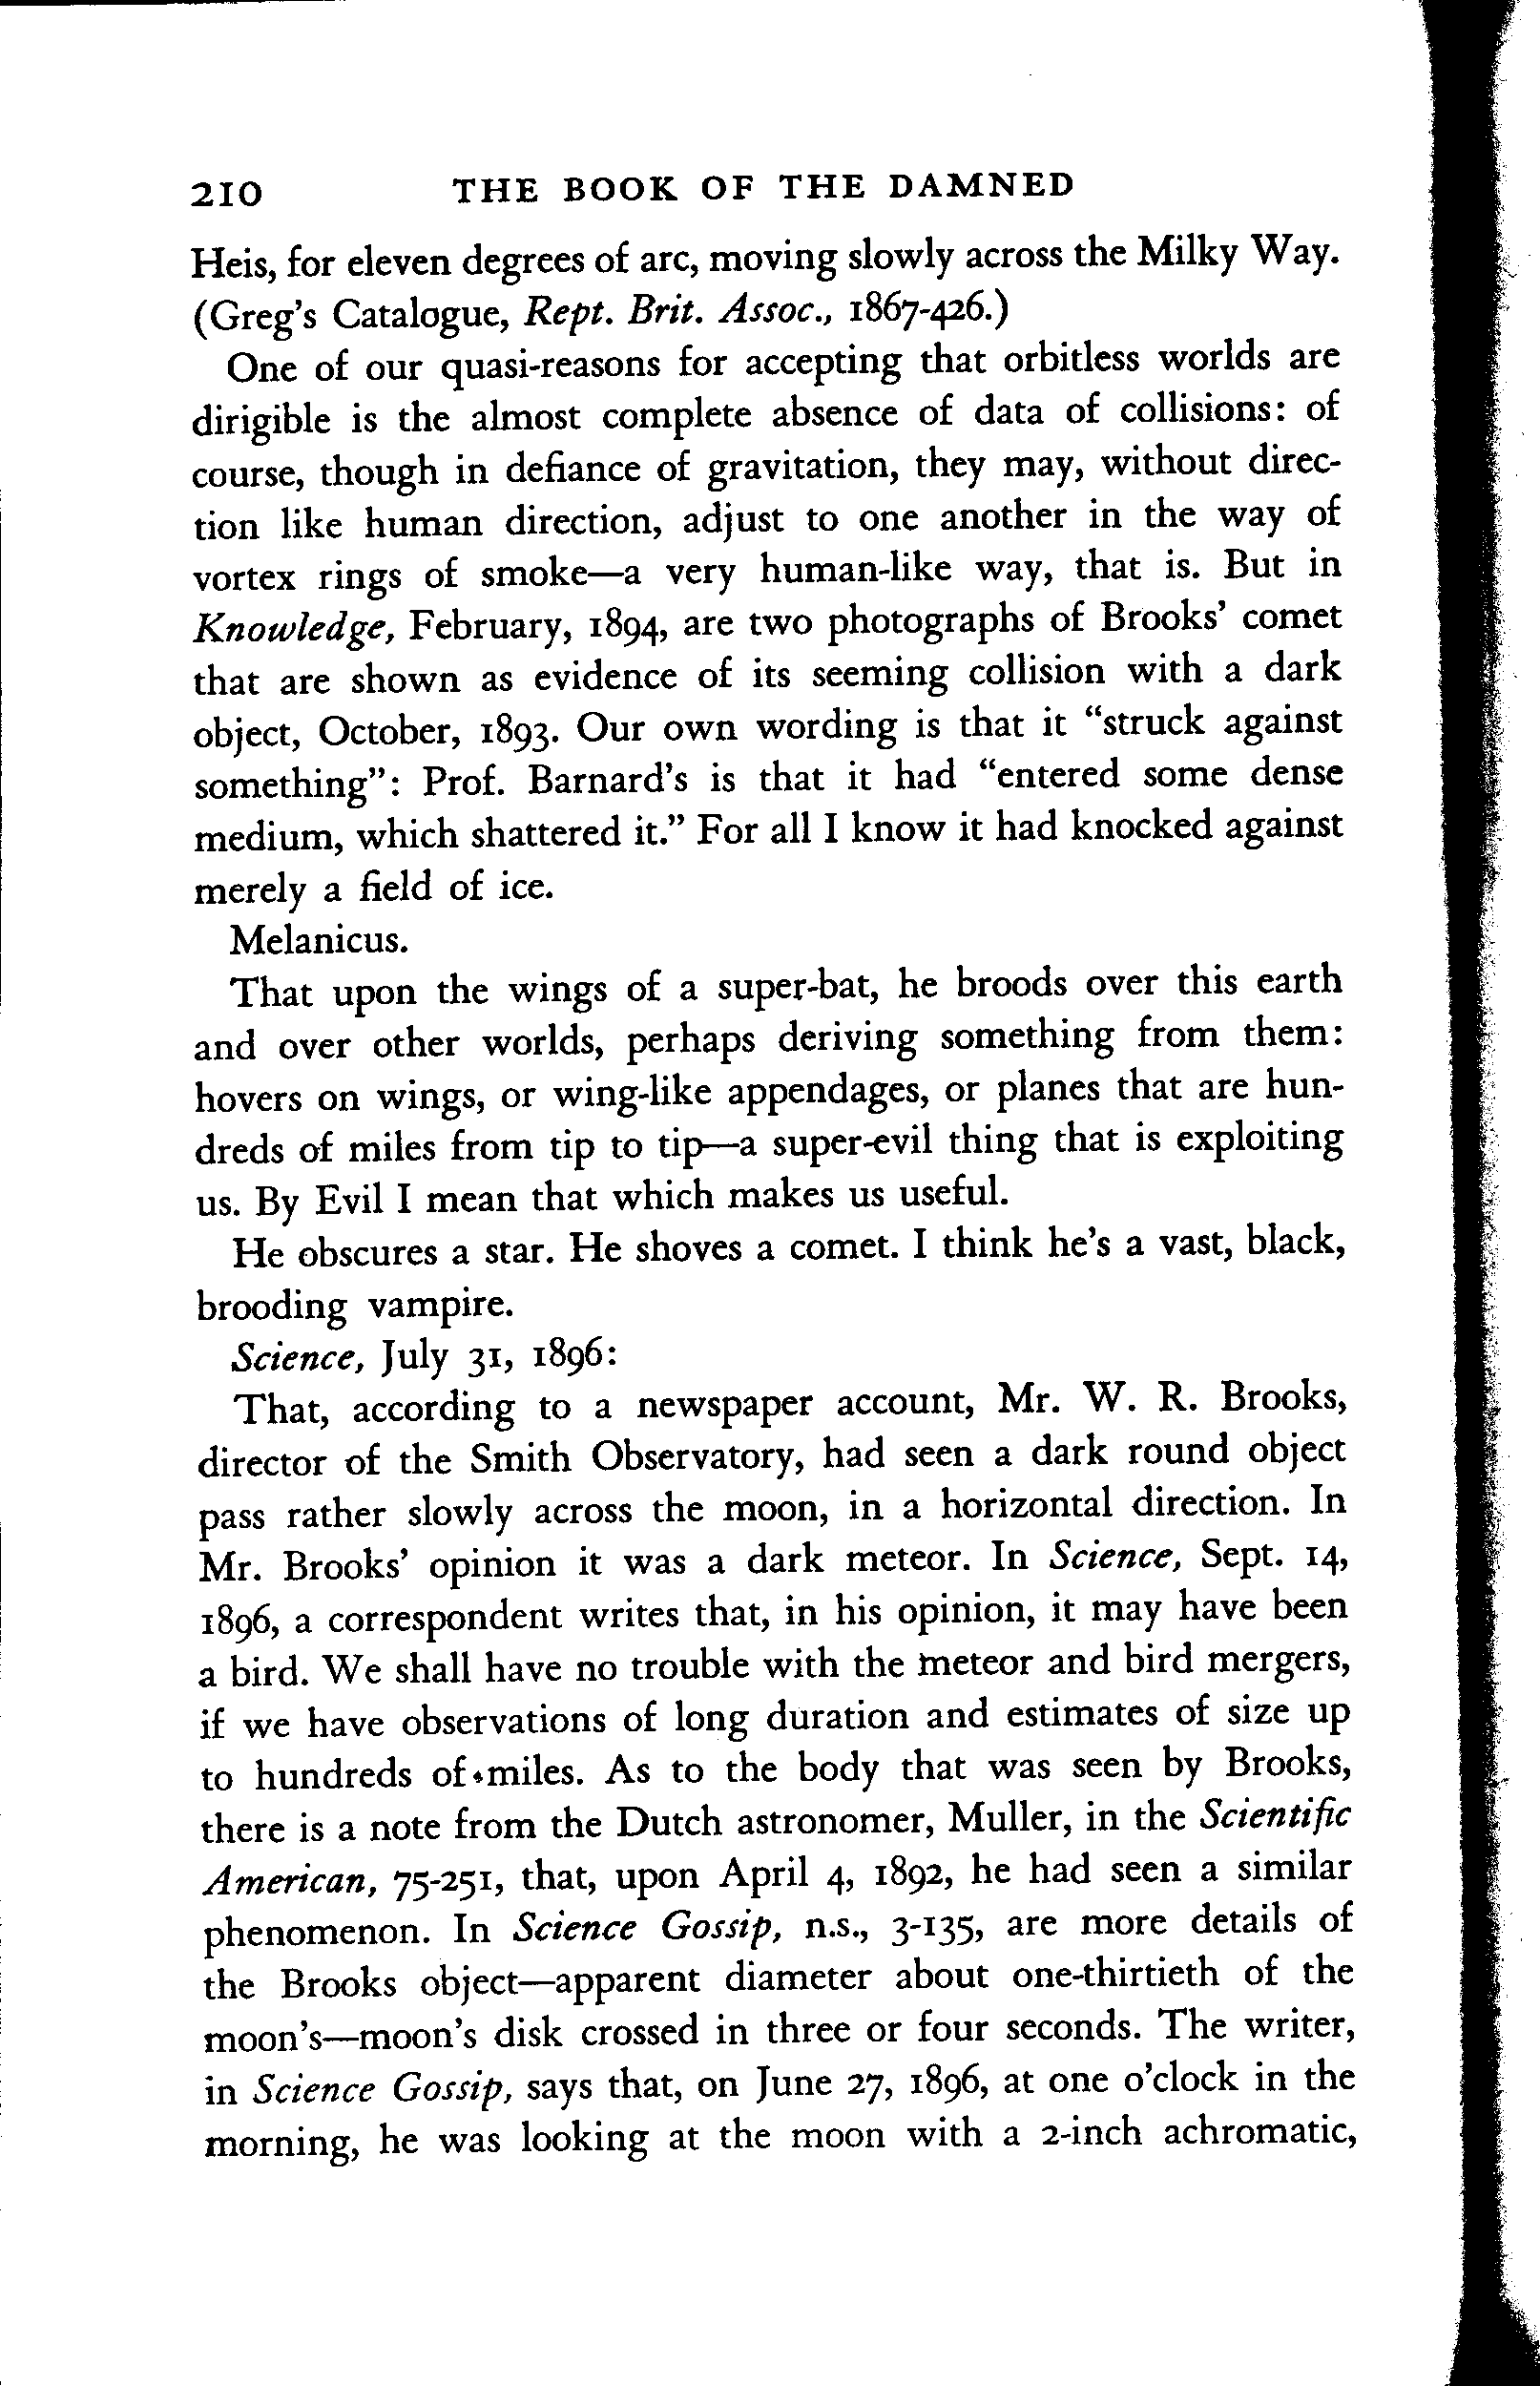 210 THE BOOK OF THE DAMNED
Heis, for eleven degrees of arc, moving slowly across the Milky Way.
(Greg's Catalogue, Rept. Brit. Assoc., 1867-426.)
One of our quasi-reasons for accepting that orbitless worlds are
dirigible is the almost complete absence of data of collisions: of
course, though in defiance of gravitation, they may, without direc-
tion like human direction, adjust to one another in the way of
vortex rings of smoke—a very human-like way, that is. But in
Knowledge, February, 1894, are two photographs of Brooks' comet
that are shown as evidence of its seeming collision with a dark
object, October, 1893. Our own wording is that it "struck against
something": Prof. Barnard's is that it had "entered some dense
medium, which shattered it." For all I know it had knocked against
merely a field of ice.
Melanicus.
That upon the wings of a super-bat, he broods over this earth
and over other worlds, perhaps deriving something from them:
hovers on wings, or wing-like appendages, or planes that are hun-
dreds of miles from tip to tip—a super-evil thing that is exploiting
us. By Evil I mean that which makes us useful.
He obscures a star. He shoves a comet. I think he's a vast, black,
brooding vampire.
Science, July 31, 1896:
That, according to a newspaper account, Mr. W. R. Brooks,
director of the Smith Observatory, had seen a dark round object
pass rather slowly across the moon, in a horizontal direction. In
Mr. Brooks' opinion it was a dark meteor. In Science, Sept. 14,
1896, a correspondent writes that, in his opinion, it may have been
a bird. We shall have no trouble with the meteor and bird mergers,
if we have observations of long duration and estimates of size up
to hundreds of miles. As to the body that was seen by Brooks,
there is a note from the Dutch astronomer, Muller, in the Scientific
American, 75-251, that, upon April 4, 1892, he had seen a similar
phenomenon. In Science Gossip, n.s., 3-135, are more details of
the Brooks object—apparent diameter about one-thirtieth of the
moon's—moon's disk crossed in three or four seconds. The writer,
in Science Gossip, says that, on June 27, 1896, at one o'clock in the
morning, he was looking at the moon with a 2-inch achromatic,